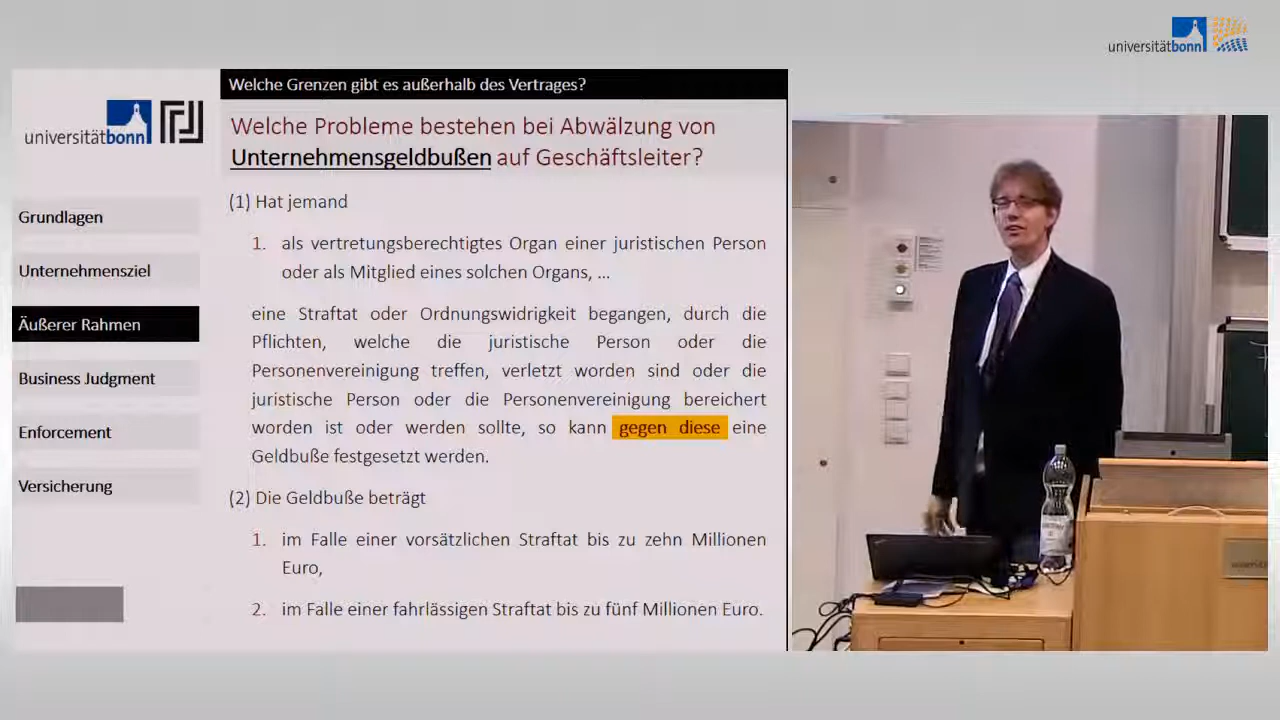 universitätbonn
Welche Grenzen gibt es außerhalb des Vertrages?
universitätbonn
Welche Probleme bestehen bei Abwälzung von
Unternehmensgeldbußen auf Geschäftsleiter?
Grundlagen
Unternehmensziel
Äußerer Rahmen
Business Judgment
Enforcement
Versicherung
(1) Hat jemand
1. als vertretungsberechtigtes Organ einer juristischen Person
oder als Mitglied eines solchen Organs, ...
eine Straftat oder Ordnungswidrigkeit begangen, durch die
Pflichten, welche die juristische Person oder die
Personenvereinigung treffen, verletzt worden sind oder die
juristische Person oder die Personenvereinigung bereichert
worden ist oder werden sollte, so kann gegen diese eine
Geldbuße festgesetzt werden.
(2) Die Geldbuße beträgt
1. im Falle einer vorsätzlichen Straftat bis zu zehn Millionen
Euro,
2. im Falle einer fahrlässigen Straftat bis zu fünf Millionen Euro.